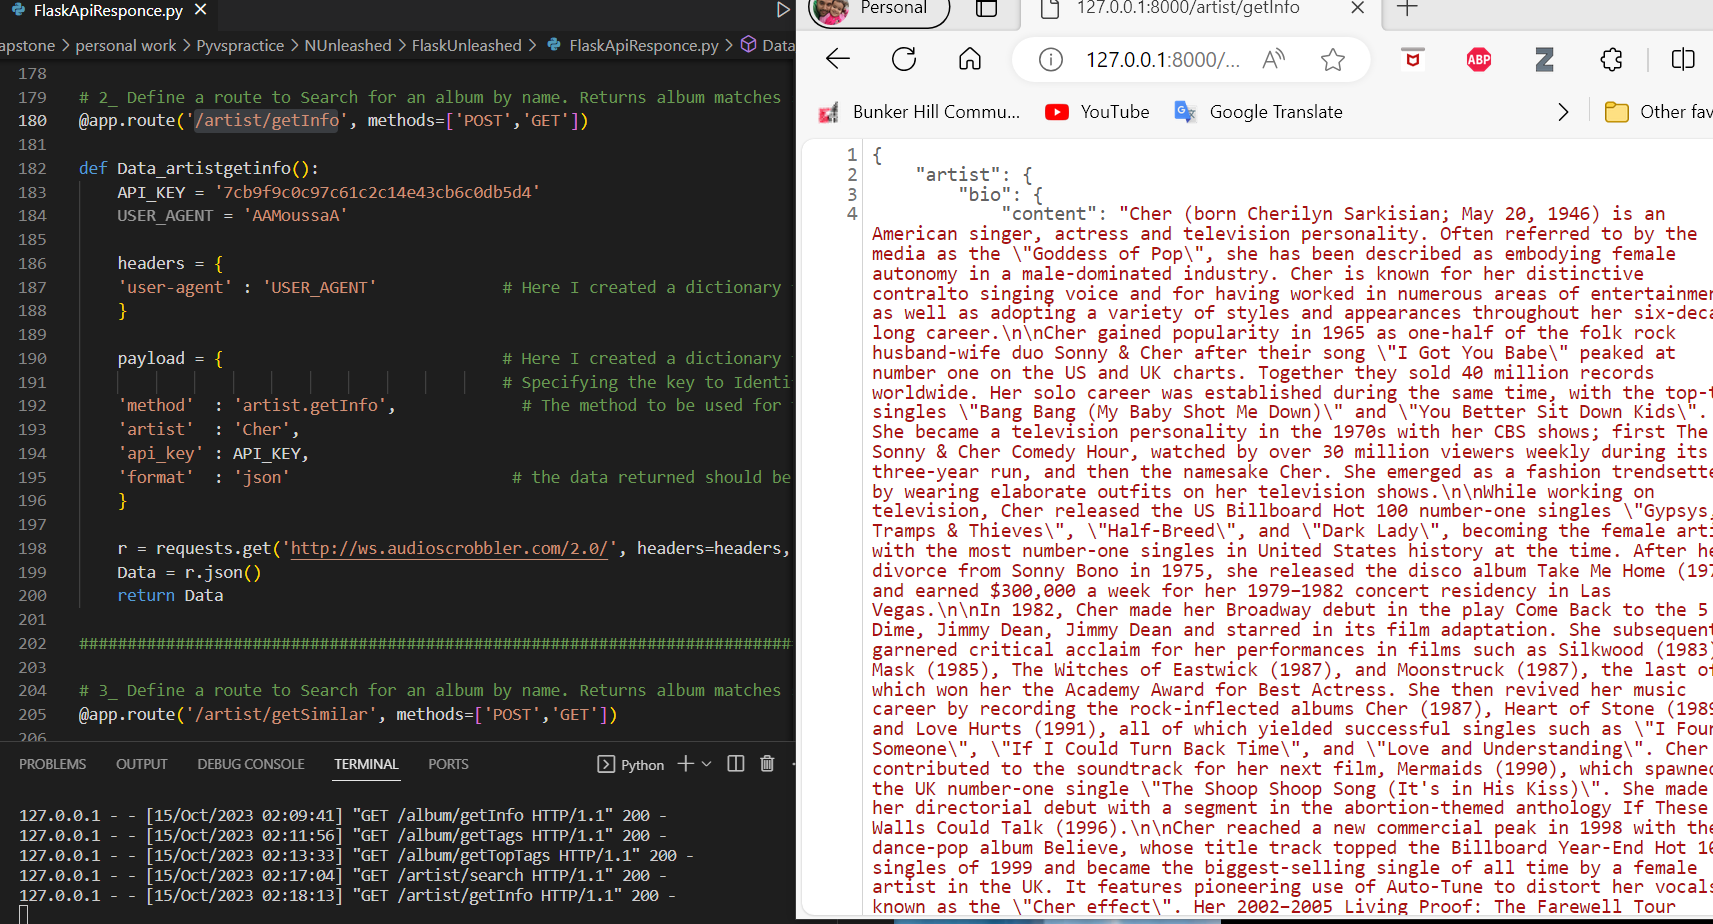 FlaskApiResponce.py
apstone > personal work > Pyvspractice > NUnleashed > FlaskUnleashed > FlaskApiResponce.py > Data
178
179 # 2_ Define a route to Search for an album by name. Returns album matches
180 @app.route('/artist/getInfo', methods=['POST','GET'])
181
182 def Data_artistgetinfo():
183 API_KEY = '7cb9f9c0c97c61c2c14e43cb6c0db5d4'
184 USER_AGENT = 'AAMoussaA'
185
186 headers = {
187 'user-agent' : 'USER_AGENT' # Here I created a dictionary
188 }
189
190 payload = { # Here I created a dictionary
191 # Specifying the key to Identi
192 'method' : 'artist.getInfo', # The method to be used for
193 'artist' : 'Cher',
194 'api_key' : API_KEY,
195 'format' : 'json' # the data returned should be
196 }
197
198 r = requests.get('http://ws.audioscrobbler.com/2.0/', headers=headers,
199 Data = r.json()
200 return Data
201
202 ##########################################################################
203
204 # 3_ Define a route to Search for an album by name. Returns album matches
205 @app.route('/artist/getSimilar', methods=['POST','GET'])
206
PROBLEMS OUTPUT DEBUG CONSOLE TERMINAL PORTS Python
127.0.0.1 - - [15/Oct/2023 02:09:41] "GET /album/getInfo HTTP/1.1" 200 -
127.0.0.1 - - [15/Oct/2023 02:11:56] "GET /album/getTags HTTP/1.1" 200 -
127.0.0.1 - - [15/Oct/2023 02:13:33] "GET /album/getTopTags HTTP/1.1" 200 -
127.0.0.1 - - [15/Oct/2023 02:17:04] "GET /artist/search HTTP/1.1" 200 -
127.0.0.1 - - [15/Oct/2023 02:18:13] "GET /artist/getInfo HTTP/1.1" 200 -
Personal 127.0.0.1:8000/artist/getInfo
127.0.0.1:8000/... ABP
Bunker Hill Commu... YouTube Google Translate Other fav
1 {
2 "artist": {
3 "bio": {
4 "content": "Cher (born Cherilyn Sarkisian; May 20, 1946) is an
American singer, actress and television personality. Often referred to by the
media as the \"Goddess of Pop\", she has been described as embodying female
autonomy in a male-dominated industry. Cher is known for her distinctive
contralto singing voice and for having worked in numerous areas of entertainmen
as well as adopting a variety of styles and appearances throughout her six-deca
long career.\n\nCher gained popularity in 1965 as one-half of the folk rock
husband-wife duo Sonny & Cher after their song \"I Got You Babe\" peaked at
number one on the US and UK charts. Together they sold 40 million records
worldwide. Her solo career was established during the same time, with the top-t
singles \"Bang Bang (My Baby Shot Me Down)\" and \"You Better Sit Down Kids\".
She became a television personality in the 1970s with her CBS shows; first The
Sonny & Cher Comedy Hour, watched by over 30 million viewers weekly during its
three-year run, and then the namesake Cher. She emerged as a fashion trendsette
by wearing elaborate outfits on her television shows.\n\nWhile working on
television, Cher released the US Billboard Hot 100 number-one singles \"Gypsys,
Tramps & Thieves\", \"Half-Breed\", and \"Dark Lady\", becoming the female arti
with the most number-one singles in United States history at the time. After he
divorce from Sonny Bono in 1975, she released the disco album Take Me Home (197
and earned $300,000 a week for her 1979–1982 concert residency in Las
Vegas.\n\nIn 1982, Cher made her Broadway debut in the play Come Back to the 5
Dime, Jimmy Dean, Jimmy Dean and starred in its film adaptation. She subsequent
garnered critical acclaim for her performances in films such as Silkwood (1983)
Mask (1985), The Witches of Eastwick (1987), and Moonstruck (1987), the last of
which won her the Academy Award for Best Actress. She then revived her music
career by recording the rock-inflected albums Cher (1987), Heart of Stone (1989
and Love Hurts (1991), all of which yielded successful singles such as \"I Foun
Someone\", \"If I Could Turn Back Time\", and \"Love and Understanding\". Cher
contributed to the soundtrack for her next film, Mermaids (1990), which spawned
the UK number-one single \"The Shoop Shoop Song (It's in His Kiss)\". She made
her directorial debut with a segment in the abortion-themed anthology If These
Walls Could Talk (1996).\n\nCher reached a new commercial peak in 1998 with the
dance-pop album Believe, whose title track topped the Billboard Year-End Hot 10
singles of 1999 and became the biggest-selling single of all time by a female
artist in the UK. It features pioneering use of Auto-Tune to distort her vocals
known as the \"Cher effect\". Her 2002–2005 Living Proof: The Farewell Tour